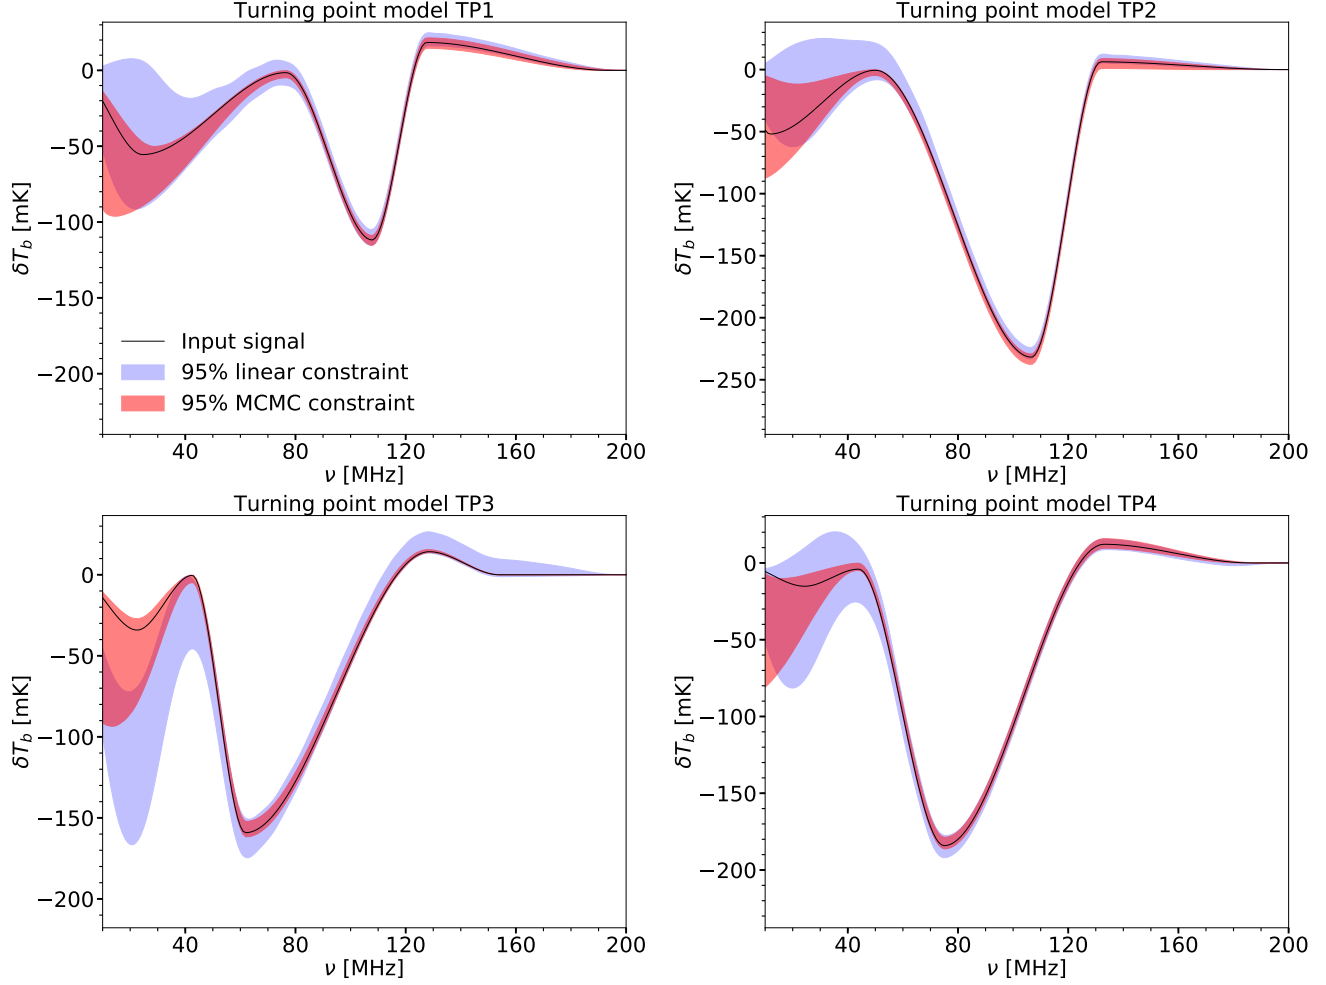 Turning point model TP1
0
−50
−100
−150
−200
δT_b [mK]
Input signal
95% linear constraint
95% MCMC constraint
40 80 120 160 200
ν [MHz]
Turning point model TP2
0
−50
−100
−150
−200
−250
δT_b [mK]
40 80 120 160 200
ν [MHz]
Turning point model TP3
0
−50
−100
−150
−200
δT_b [mK]
40 80 120 160 200
ν [MHz]
Turning point model TP4
0
−50
−100
−150
−200
δT_b [mK]
40 80 120 160 200
ν [MHz]